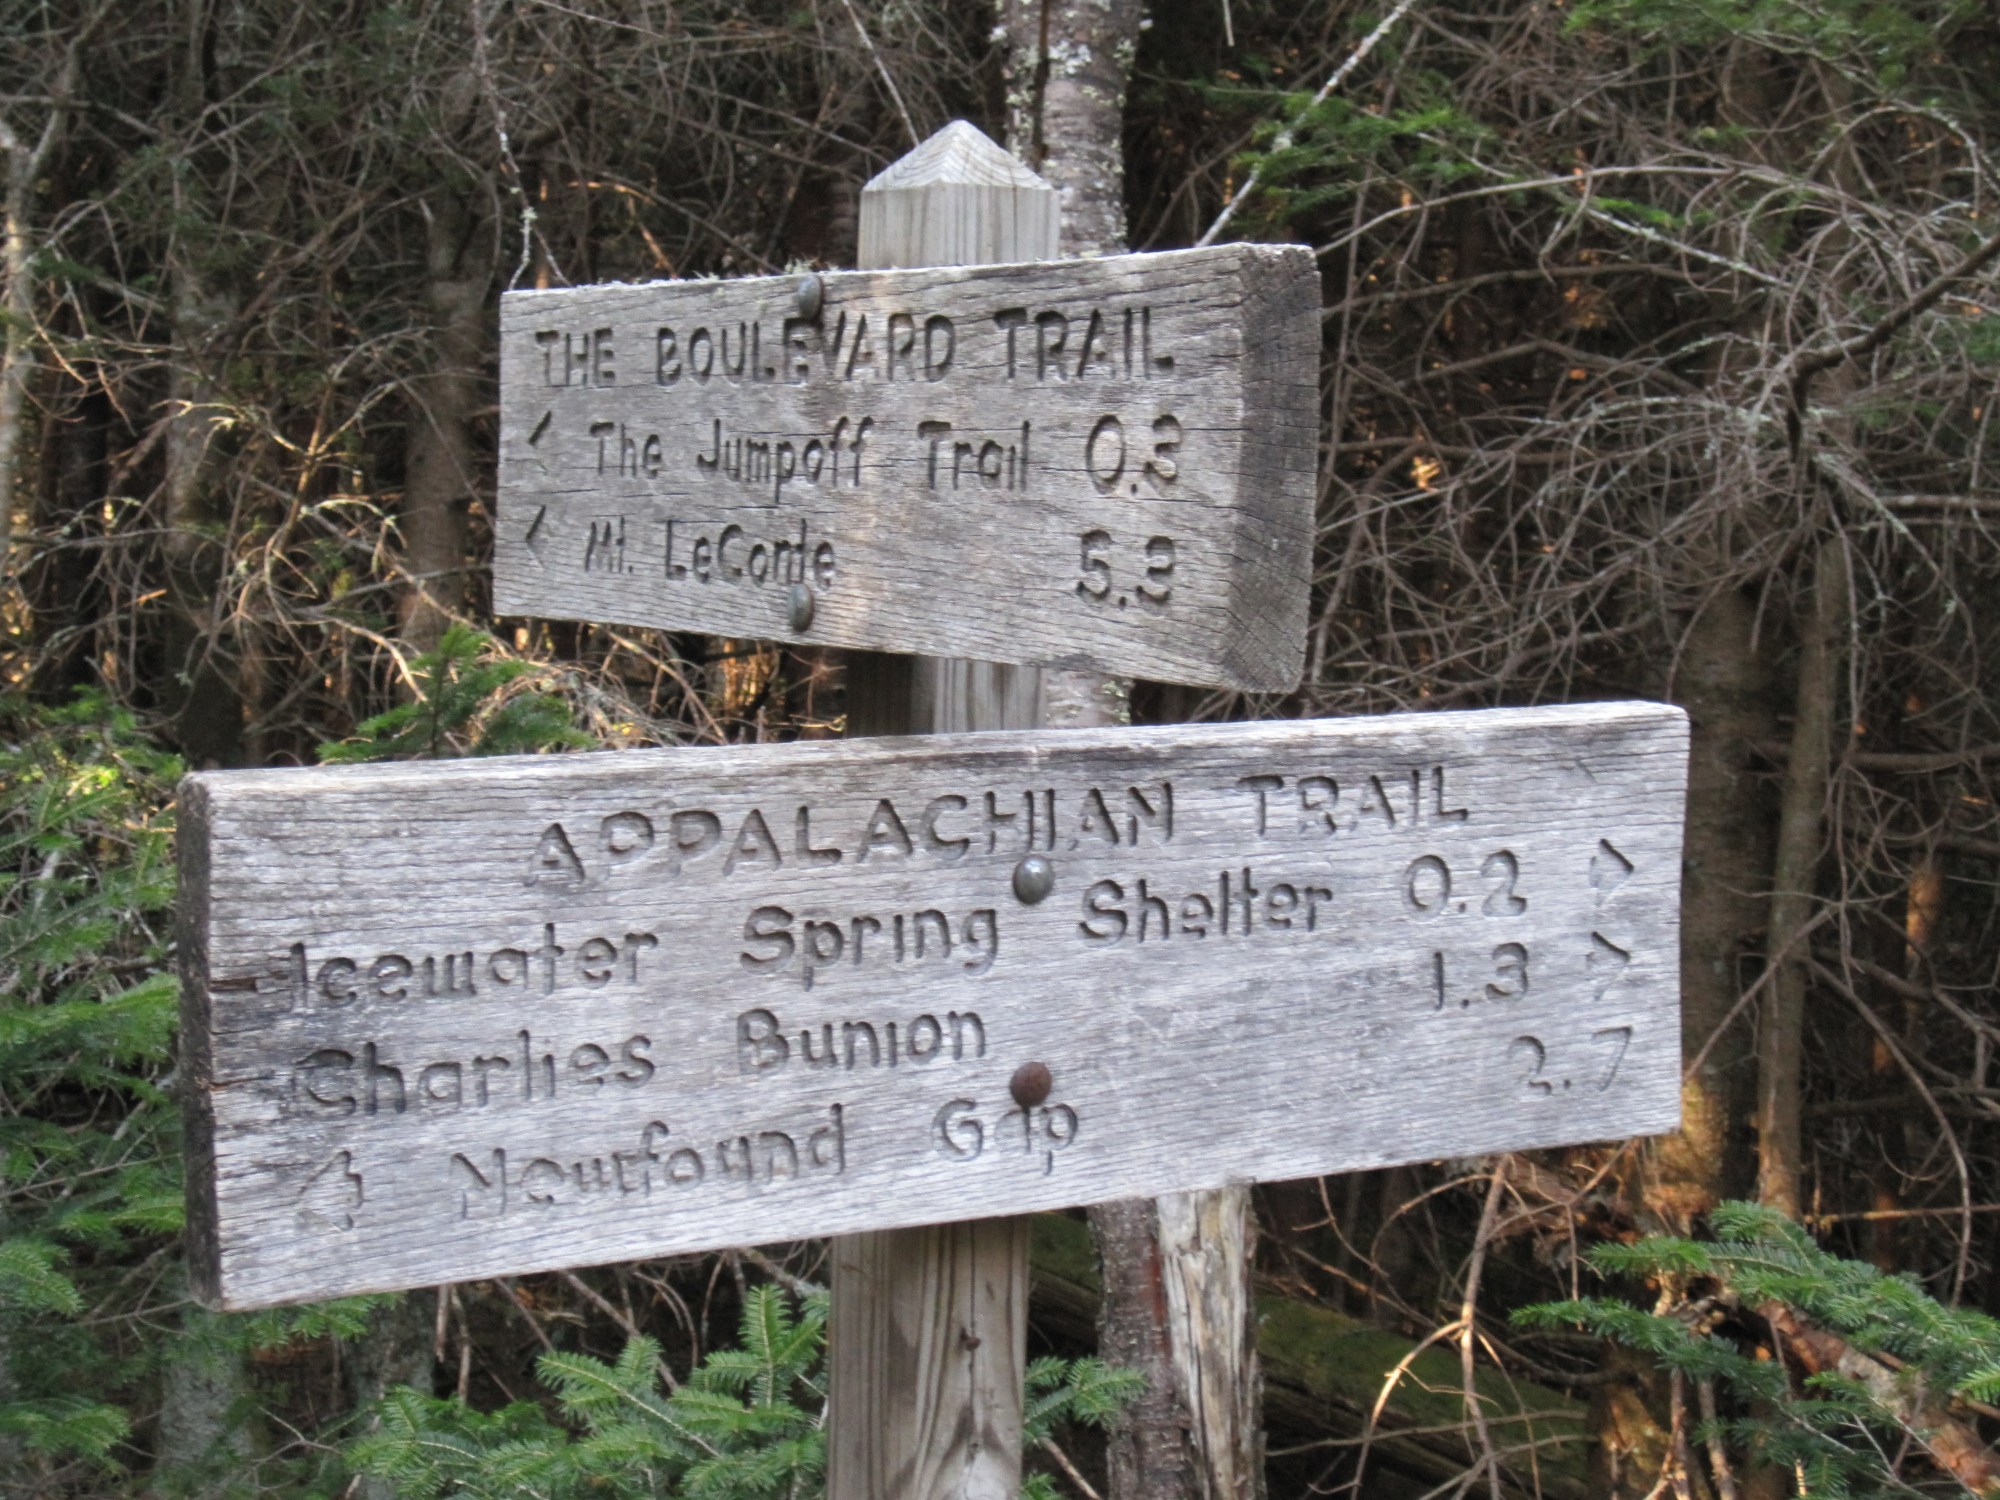 THE BOULEVARD TRAIL
< The Jumpoff Trail 0.3
< Mt. LeConte 5.3
APPALACHIAN TRAIL
Icewater Spring Shelter 0.2 >
Charlies Bunion 1.3 >
< Newfound Gap 2.7